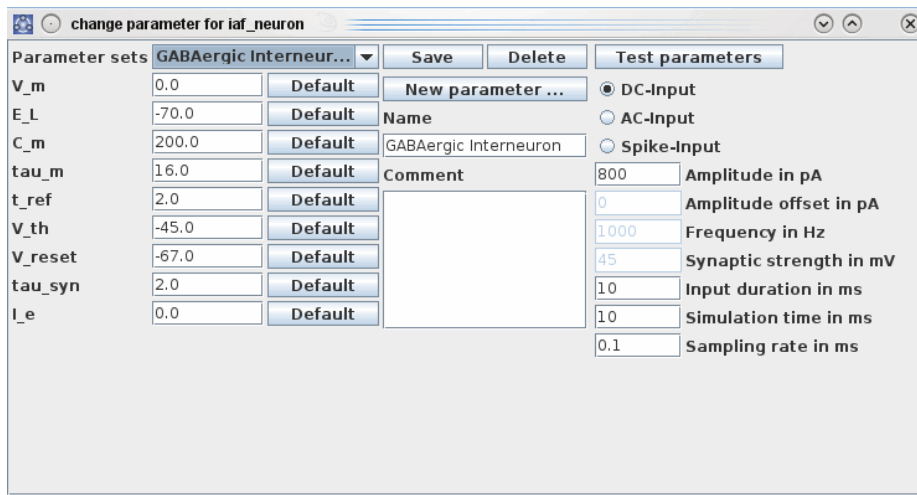 change parameter for iaf_neuron
Parameter sets GABAergic Interneur... Save Delete Test parameters
V_m 0.0 Default New parameter ... DC-Input
E_L -70.0 Default Name AC-Input
C_m 200.0 Default GABAergic Interneuron Spike-Input
tau_m 16.0 Default Comment 800 Amplitude in pA
t_ref 2.0 Default 0 Amplitude offset in pA
V_th -45.0 Default 1000 Frequency in Hz
V_reset -67.0 Default 45 Synaptic strength in mV
tau_syn 2.0 Default 10 Input duration in ms
I_e 0.0 Default 10 Simulation time in ms
0.1 Sampling rate in ms